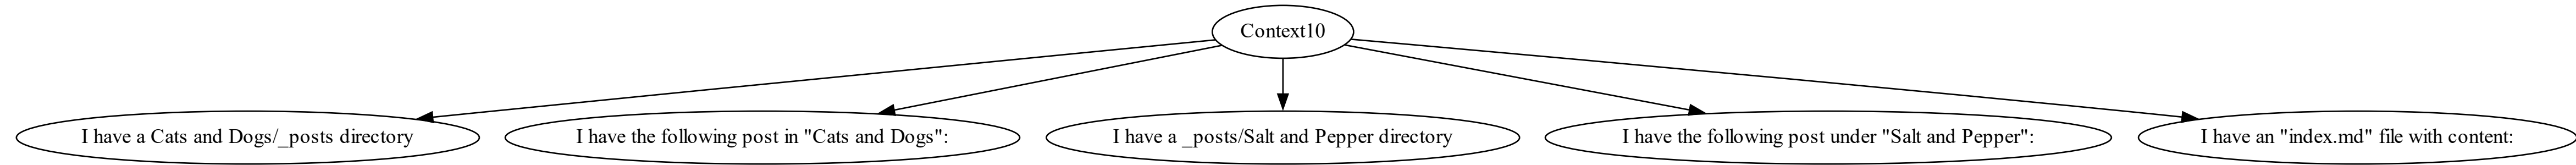 Context10
I have a Cats and Dogs/_posts directory
I have the following post in "Cats and Dogs":
I have a _posts/Salt and Pepper directory
I have the following post under "Salt and Pepper":
I have an "index.md" file with content: